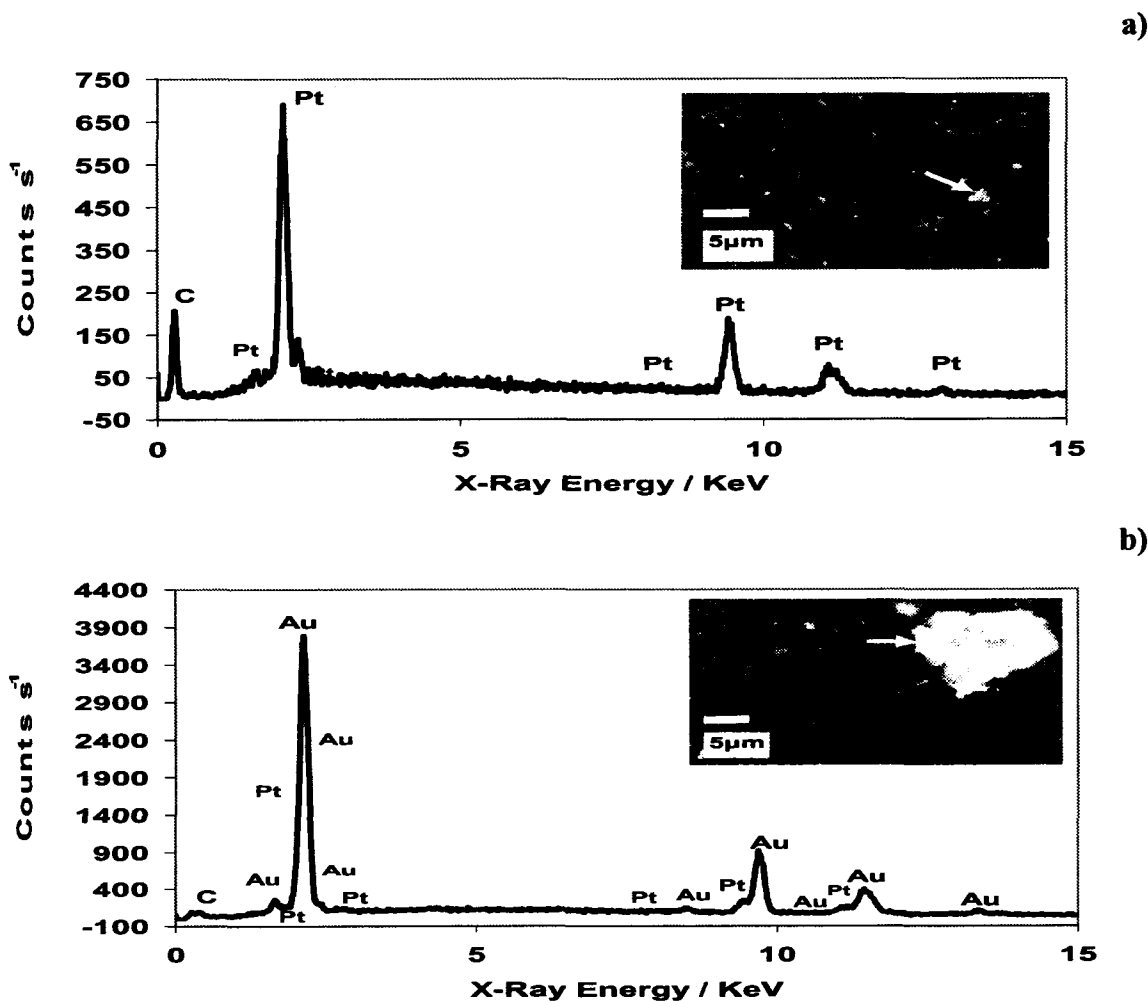 a)
750
650
550
450
350
250
150
50
-50
Counts s-1
Pt
C
Pt
Pt
Pt
Pt
Pt
5µm
0 5 10 15
X-Ray Energy / KeV
b)
4400
3900
3400
2900
2400
1900
1400
900
400
-100
Counts s-1
Au
Au
Pt
Au
Au
Pt
C
Pt
Pt
Au
Pt
Au
Au
Pt
Au
Au
5µm
0 5 10 15
X-Ray Energy / KeV